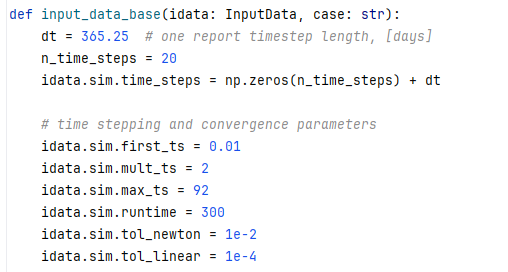 def input_data_base(idata: InputData, case: str):
    dt = 365.25  # one report timestep length, [days]
    n_time_steps = 20
    idata.sim.time_steps = np.zeros(n_time_steps) + dt

    # time stepping and convergence parameters
    idata.sim.first_ts = 0.01
    idata.sim.mult_ts = 2
    idata.sim.max_ts = 92
    idata.sim.runtime = 300
    idata.sim.tol_newton = 1e-2
    idata.sim.tol_linear = 1e-4